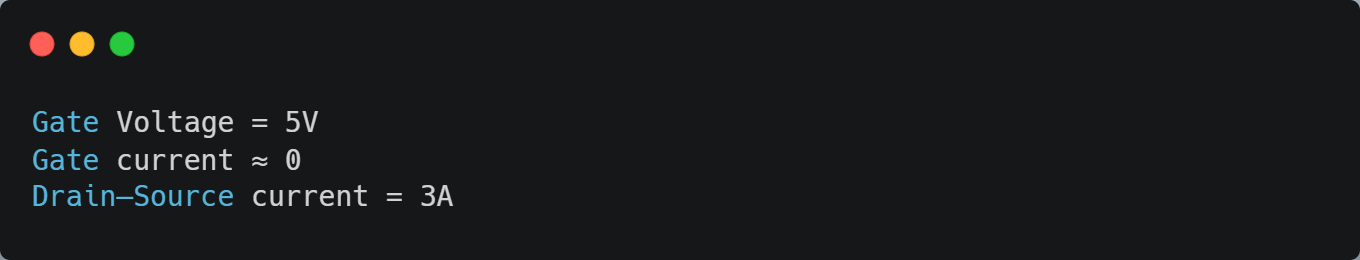 Gate Voltage = 5V
Gate current ≈ 0
Drain–Source current = 3A